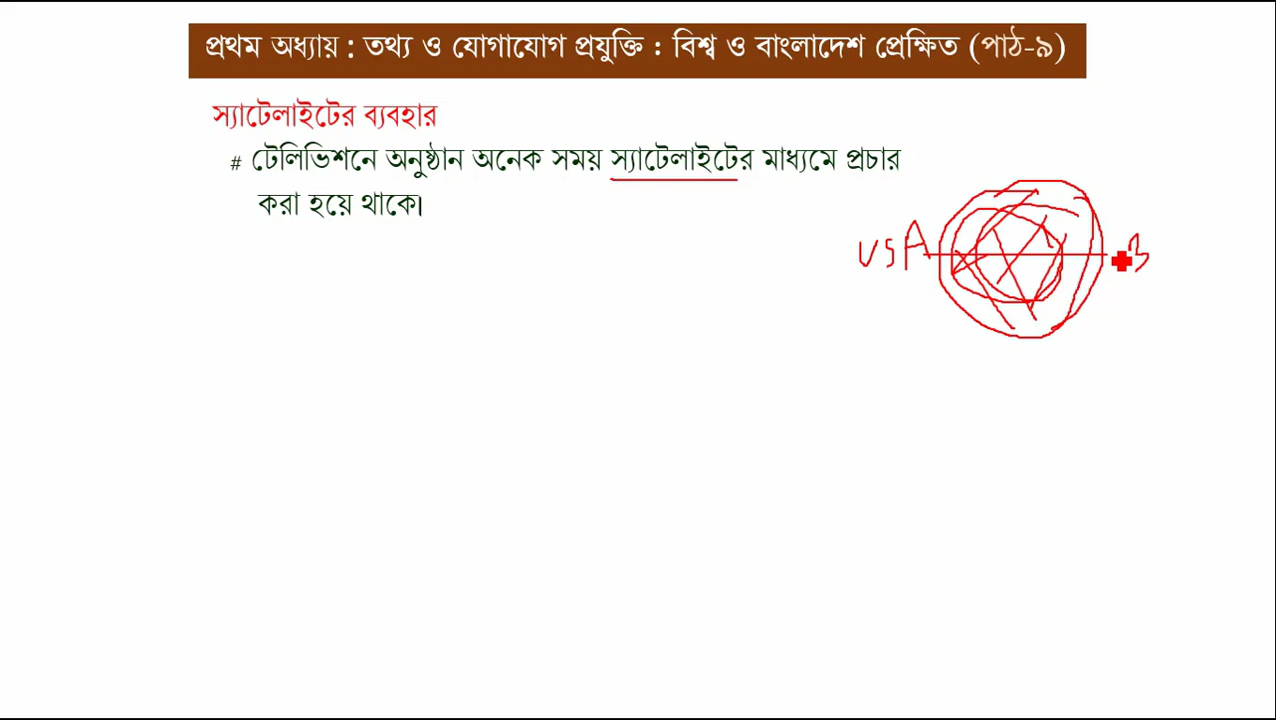 প্রথম অধ্যায় : তথ্য ও যোগাযোগ প্রযুক্তি : বিশ্ব ও বাংলাদেশ প্রেক্ষিত (পাঠ-৯)
স্যাটেলাইটের ব্যবহার
# টেলিভিশনে অনুষ্ঠান অনেক সময় স্যাটেলাইটের মাধ্যমে প্রচার
করা হয়ে থাকে।
USA B